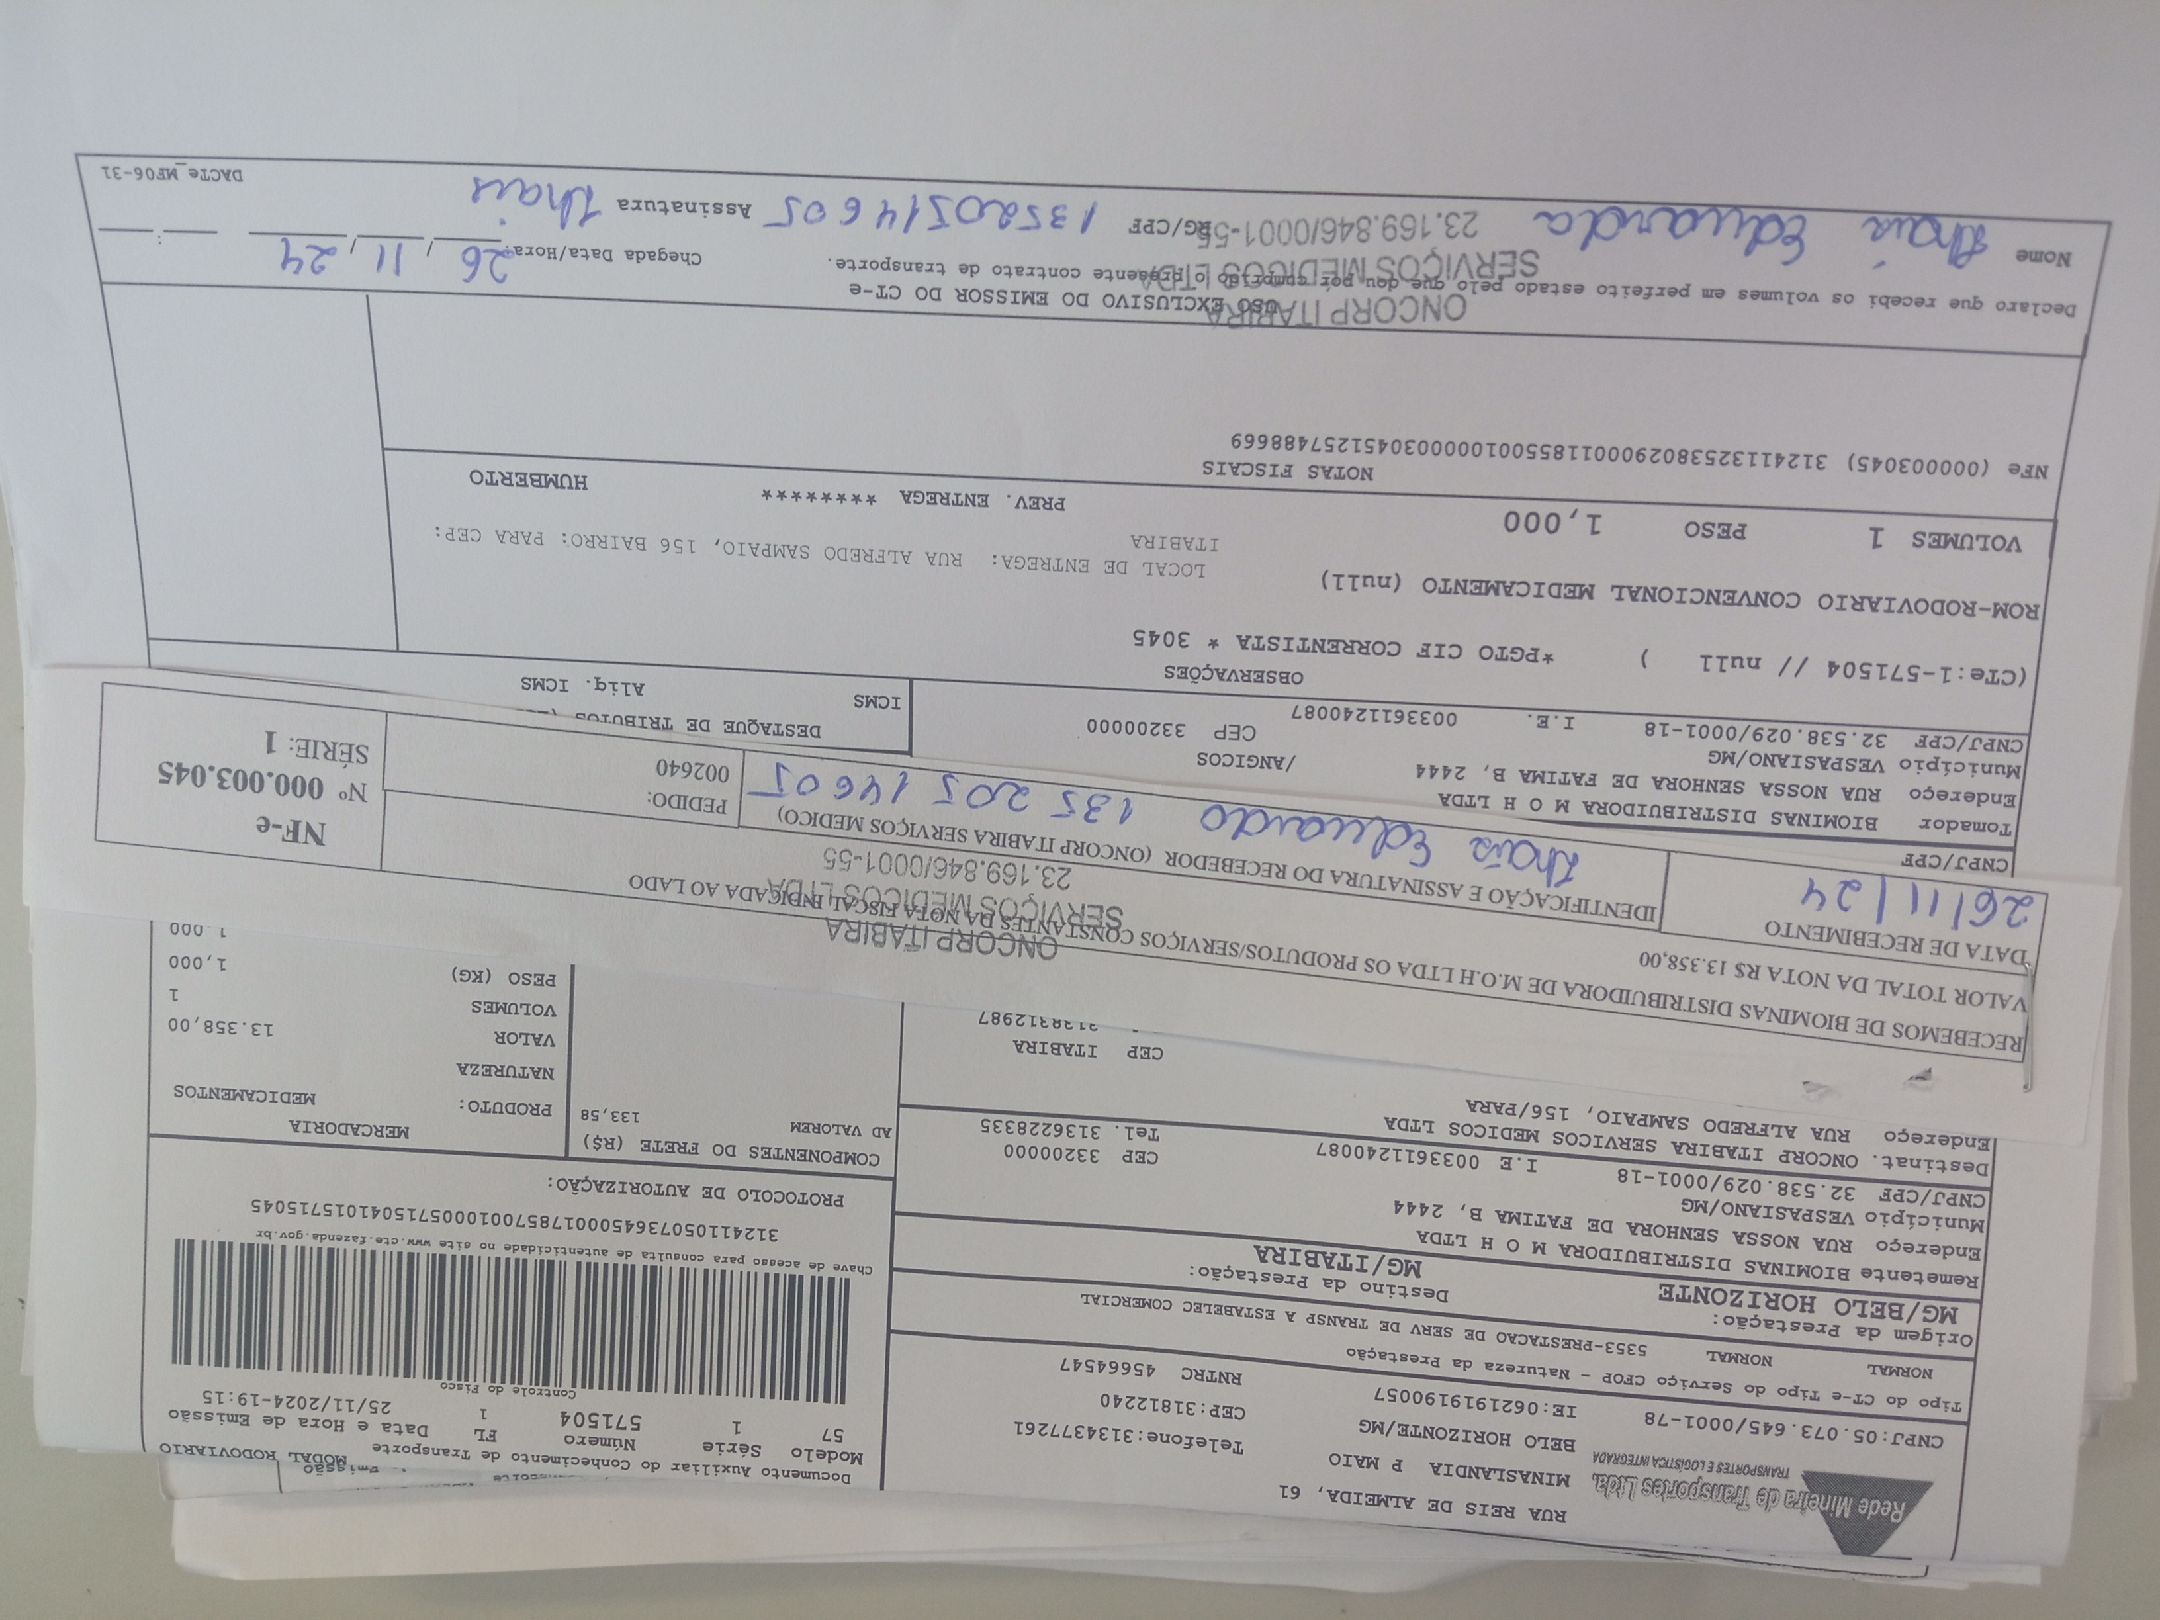 Rede Mineira de Transportes Ltda.
TRANSPORTES E LOGÍSTICA INTEGRADA
RUA REIS DE ALMEIDA, 61
MINASLANDIA P MAIO
BELO HORIZONTE/MG
Telefone:3134377261
CEP:31812240
CNPJ:05.073.645/0001-78 IE:0621919190057 RNTRC 45664547
Documento Auxiliar do Conhecimento de Transporte MODAL RODOVIARIO
Modelo Série Número FL Data e Hora de Emissão
57 1 571504 1 25/11/2024-19:15
Controle do Fisco
Tipo do CT-e Tipo do Serviço CFOP - Natureza da Prestação
NORMAL NORMAL 5353-PRESTACAO DE SERV DE TRANSP A ESTABELEC COMERCIAL
Origem da Prestação: Destino da Prestação:
MG/BELO HORIZONTE MG/ITABIRA
Chave de acesso para consulta de autenticidade no site www.cte.fazenda.gov.br
31241105073645000178570010005715041015715045
PROTOCOLO DE AUTORIZAÇÃO:
Remetente BIOMINAS DISTRIBUIDORA M O H LTDA
Endereço RUA NOSSA SENHORA DE FATIMA B, 2444
Município VESPASIANO/MG CEP 33200000
CNPJ/CPF 32.538.029/0001-18 I.E 0033611240087 Tel. 3136228335
Destinat. ONCORP ITABIRA SERVICOS MEDICOS LTDA
Endereço RUA ALFREDO SAMPAIO, 156/PARA
CEP ITABIRA
COMPONENTES DO FRETE (R$)
AD VALOREM 133,58
MERCADORIA
PRODUTO: MEDICAMENTOS
NATUREZA
VALOR 13.358,00
VOLUMES 1
PESO (KG) 1,000
1.000
RECEBEMOS DE BIOMINAS DISTRIBUIDORA DE M.O.H LTDA OS PRODUTOS/SERVIÇOS CONSTANTES DA NOTA FISCAL INDICADA AO LADO
VALOR TOTAL DA NOTA R$ 13.358,00
ONCORP ITABIRA
SERVIÇOS MEDICOS LTDA
23.169.846/0001-55
DATA DE RECEBIMENTO
26/11/24
IDENTIFICAÇÃO E ASSINATURA DO RECEBEDOR (ONCORP ITABIRA SERVIÇOS MEDICO)
Thais Eduarda 135 205 146 05
PEDIDO:
002640
NF-e
Nº 000.003.045
SÉRIE: 1
CNPJ/CPF
Tomador BIOMINAS DISTRIBUIDORA M O H LTDA
Endereço RUA NOSSA SENHORA DE FATIMA B, 2444 /ANGICOS
Município VESPASIANO/MG CEP 33200000
CNPJ/CPF 32.538.029/0001-18 I.E. 0033611240087
DESTAQUE DE TRIBUTOS
ICMS Aliq. ICMS
OBSERVAÇÕES
(CTe:1-571504 // null ) *PGTO CIF CORRENTISTA * 3045
ROM-RODOVIARIO CONVENCIONAL MEDICAMENTO (null)
LOCAL DE ENTREGA: RUA ALFREDO SAMPAIO, 156 BAIRRO: PARA CEP:
ITABIRA
VOLUMES 1 PESO 1,000 PREV. ENTREGA ******** HUMBERTO
NOTAS FISCAIS
NFe (000003045) 31241132538029000118550010000030451257488669
USO EXCLUSIVO DO EMISSOR DO CT-e
Declaro que recebi os volumes em perfeito estado pelo que dou por cumprido o presente contrato de transporte.
ONCORP ITABIRA
SERVIÇOS MEDICOS LTDA
23.169.846/0001-55
Chegada Data/Hora: 26/11/24 :
Nome Thais Eduarda RG/CPF 13520514605 Assinatura Thais
DACTe_MF06-31